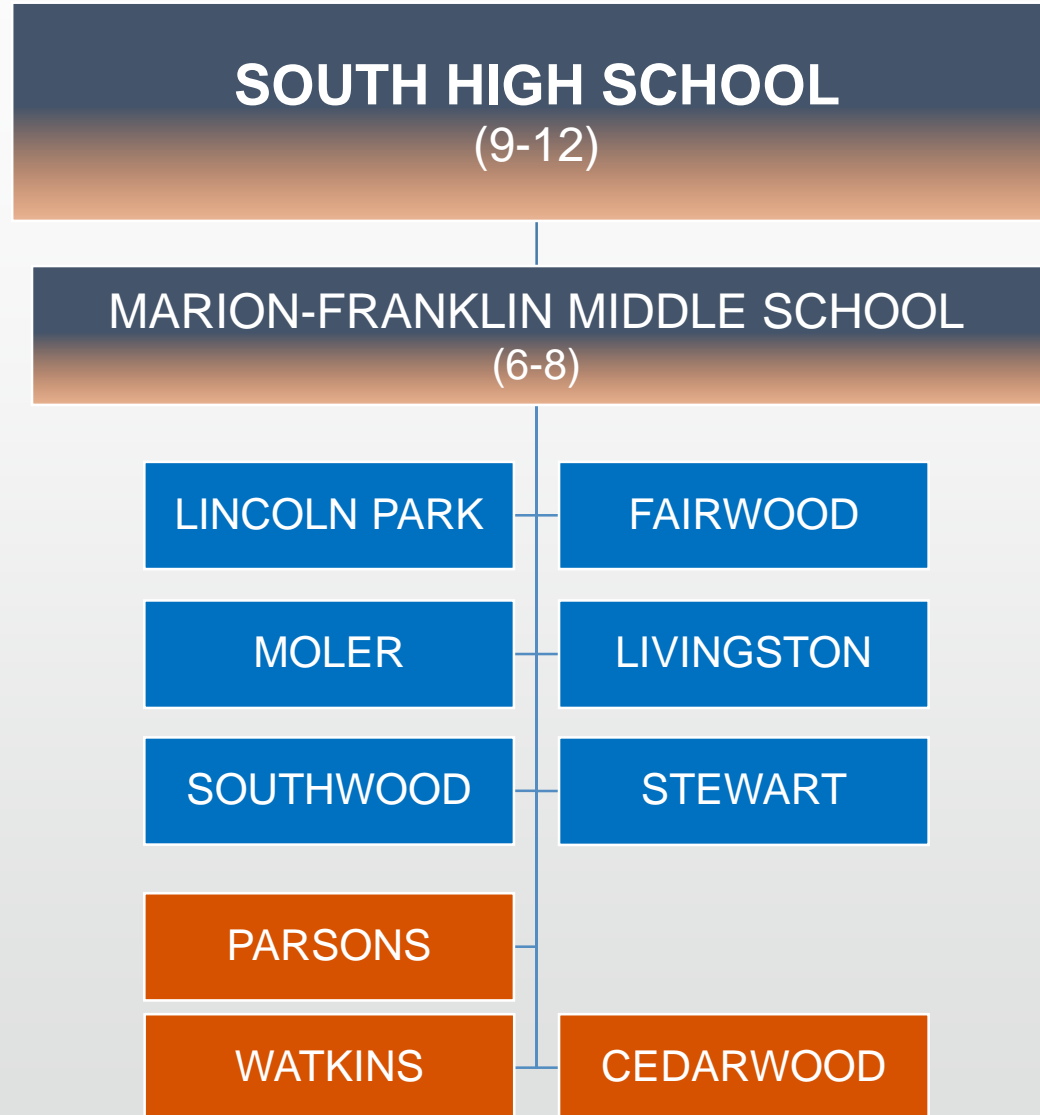 SOUTH HIGH SCHOOL
(9-12)
MARION-FRANKLIN MIDDLE SCHOOL
(6-8)
LINCOLN PARK
FAIRWOOD
MOLER
LIVINGSTON
SOUTHWOOD
STEWART
PARSONS
WATKINS
CEDARWOOD